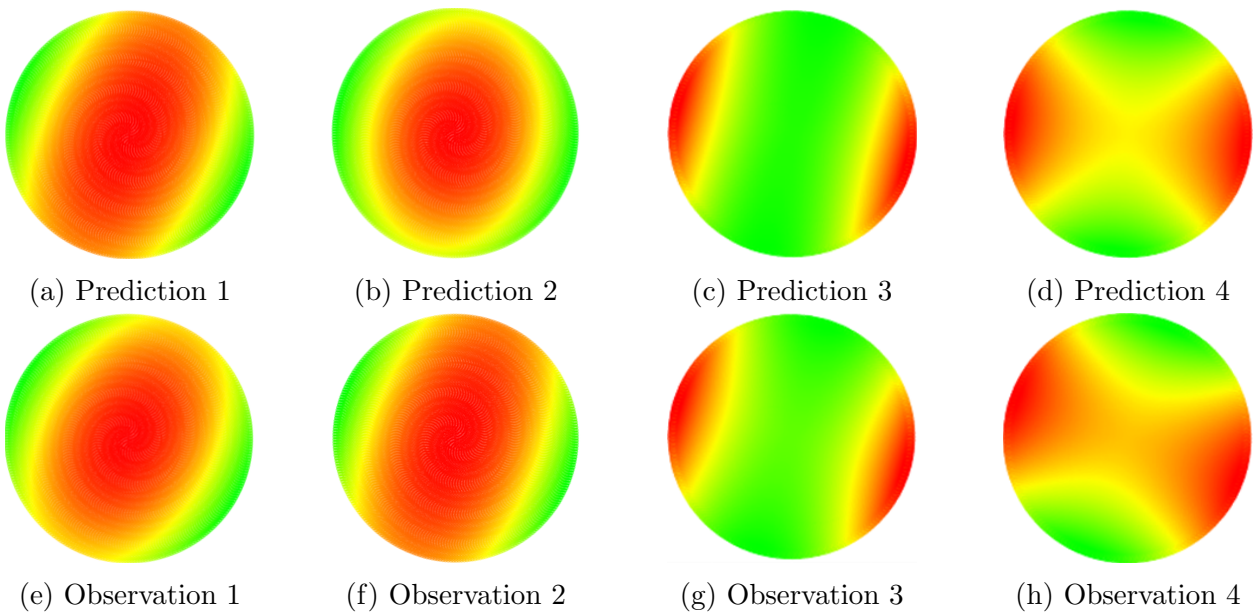 (a) Prediction 1
(b) Prediction 2
(c) Prediction 3
(d) Prediction 4
(e) Observation 1
(f) Observation 2
(g) Observation 3
(h) Observation 4